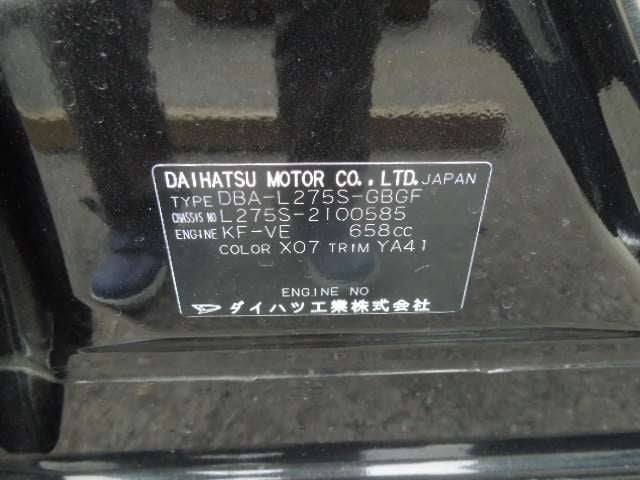 DAIHATSU MOTOR CO.,LTD. JAPAN
TYPE DBA-L275S-GBGF
CHASSIS NO L275S-2100585
ENGINE KF-VE 658cc
COLOR X07 TRIM YA41
ENGINE NO
ダイハツ工業株式会社